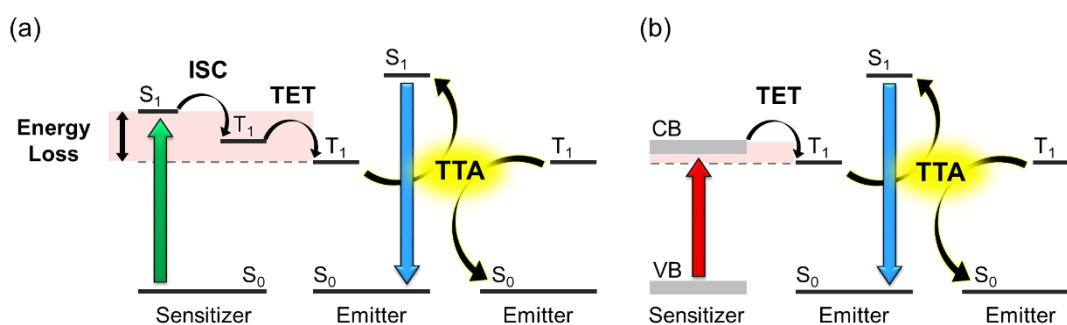 (a)
(b)
S1
ISC
S1
S1
TET
TET
T1
CB
Energy
Loss
T1
T1
T1
T1
TTA
TTA
S0
S0
S0
VB
S0
S0
Sensitizer
Emitter
Emitter
Sensitizer
Emitter
Emitter